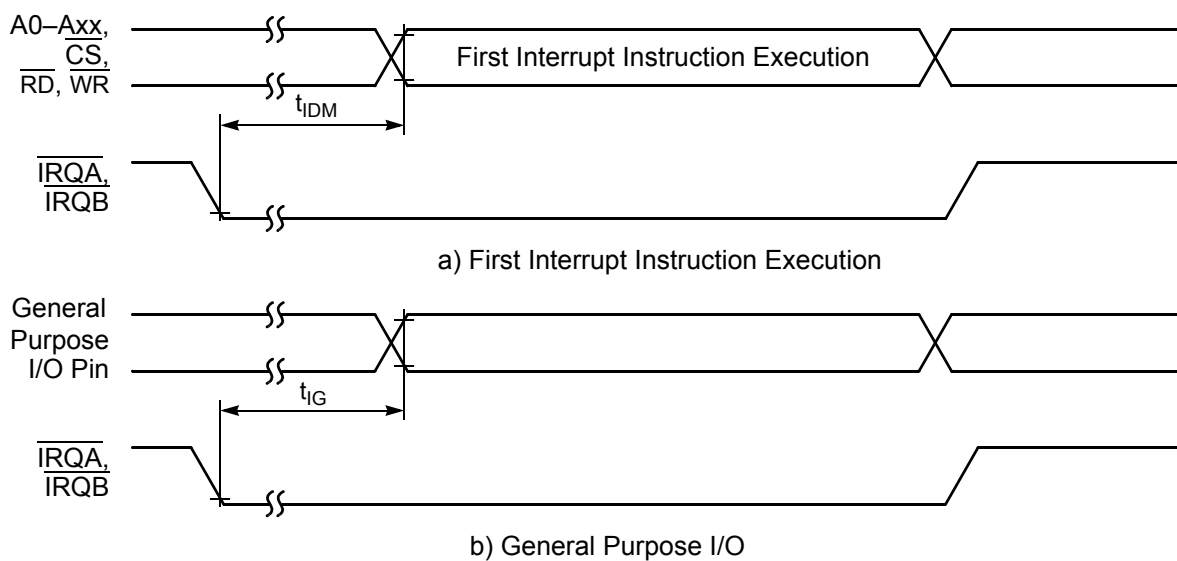 A0–Axx,
CS,
RD, WR
First Interrupt Instruction Execution
tIDM
IRQA,
IRQB
a) First Interrupt Instruction Execution
General
Purpose
I/O Pin
tIG
IRQA,
IRQB
b) General Purpose I/O